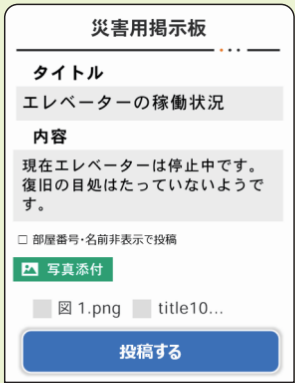 災害用掲示板
タイトル
エレベーターの稼働状況
内容
現在エレベーターは停止中です。
復旧の目処はたっていないようで
す。
□ 部屋番号・名前非表示で投稿
写真添付
図 1.png title10...
投稿する